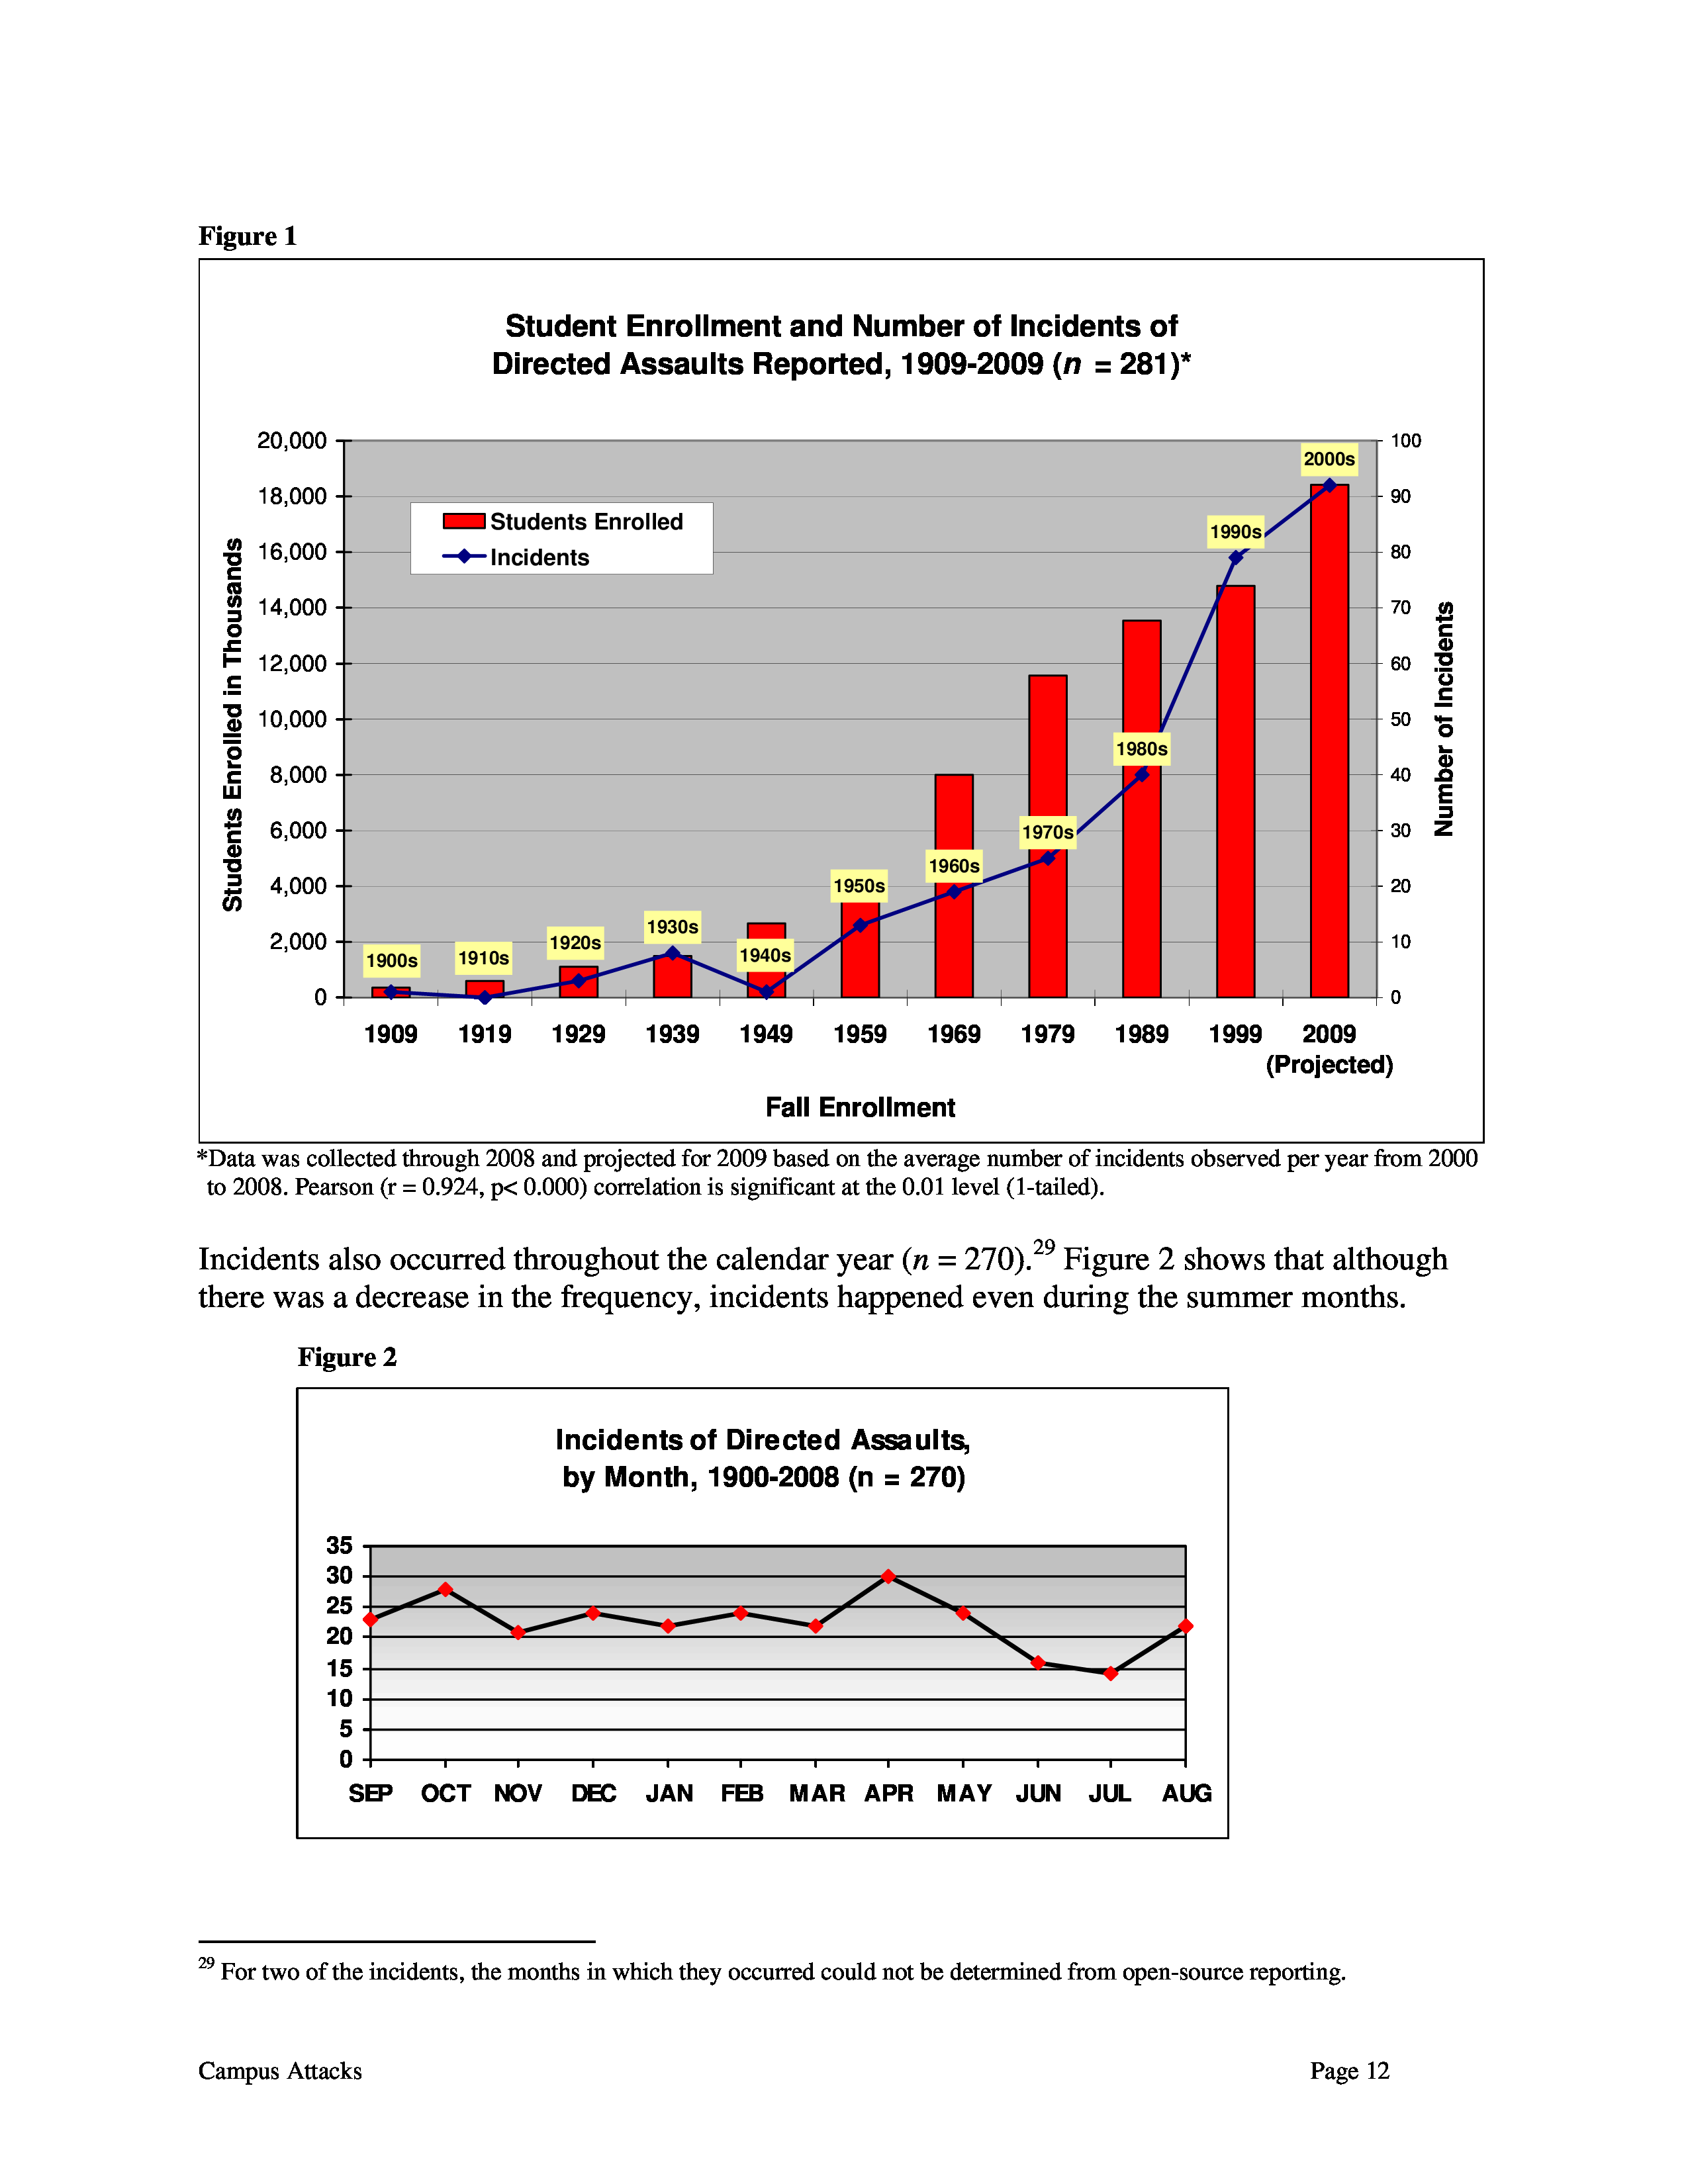 Figure 1
Student Enrollment and Number of Incidents of
Directed Assaults Reported, 1909-2009 (n = 281)*
Students Enrolled in Thousands
20,000
18,000
16,000
14,000
12,000
10,000
8,000
6,000
4,000
2,000
0
Students Enrolled
Incidents
1900s
1910s
1920s
1930s
1940s
1950s
1960s
1970s
1980s
1990s
2000s
100
90
80
70
60
50
40
30
20
10
0
Number of Incidents
1909 1919 1929 1939 1949 1959 1969 1979 1989 1999 2009
(Projected)
Fall Enrollment
*Data was collected through 2008 and projected for 2009 based on the average number of incidents observed per year from 2000
to 2008. Pearson (r = 0.924, p< 0.000) correlation is significant at the 0.01 level (1-tailed).
Incidents also occurred throughout the calendar year (n = 270).29 Figure 2 shows that although
there was a decrease in the frequency, incidents happened even during the summer months.
Figure 2
Incidents of Directed Assaults,
by Month, 1900-2008 (n = 270)
35
30
25
20
15
10
5
0
SEP OCT NOV DEC JAN FEB MAR APR MAY JUN JUL AUG
29 For two of the incidents, the months in which they occurred could not be determined from open-source reporting.
Campus Attacks Page 12